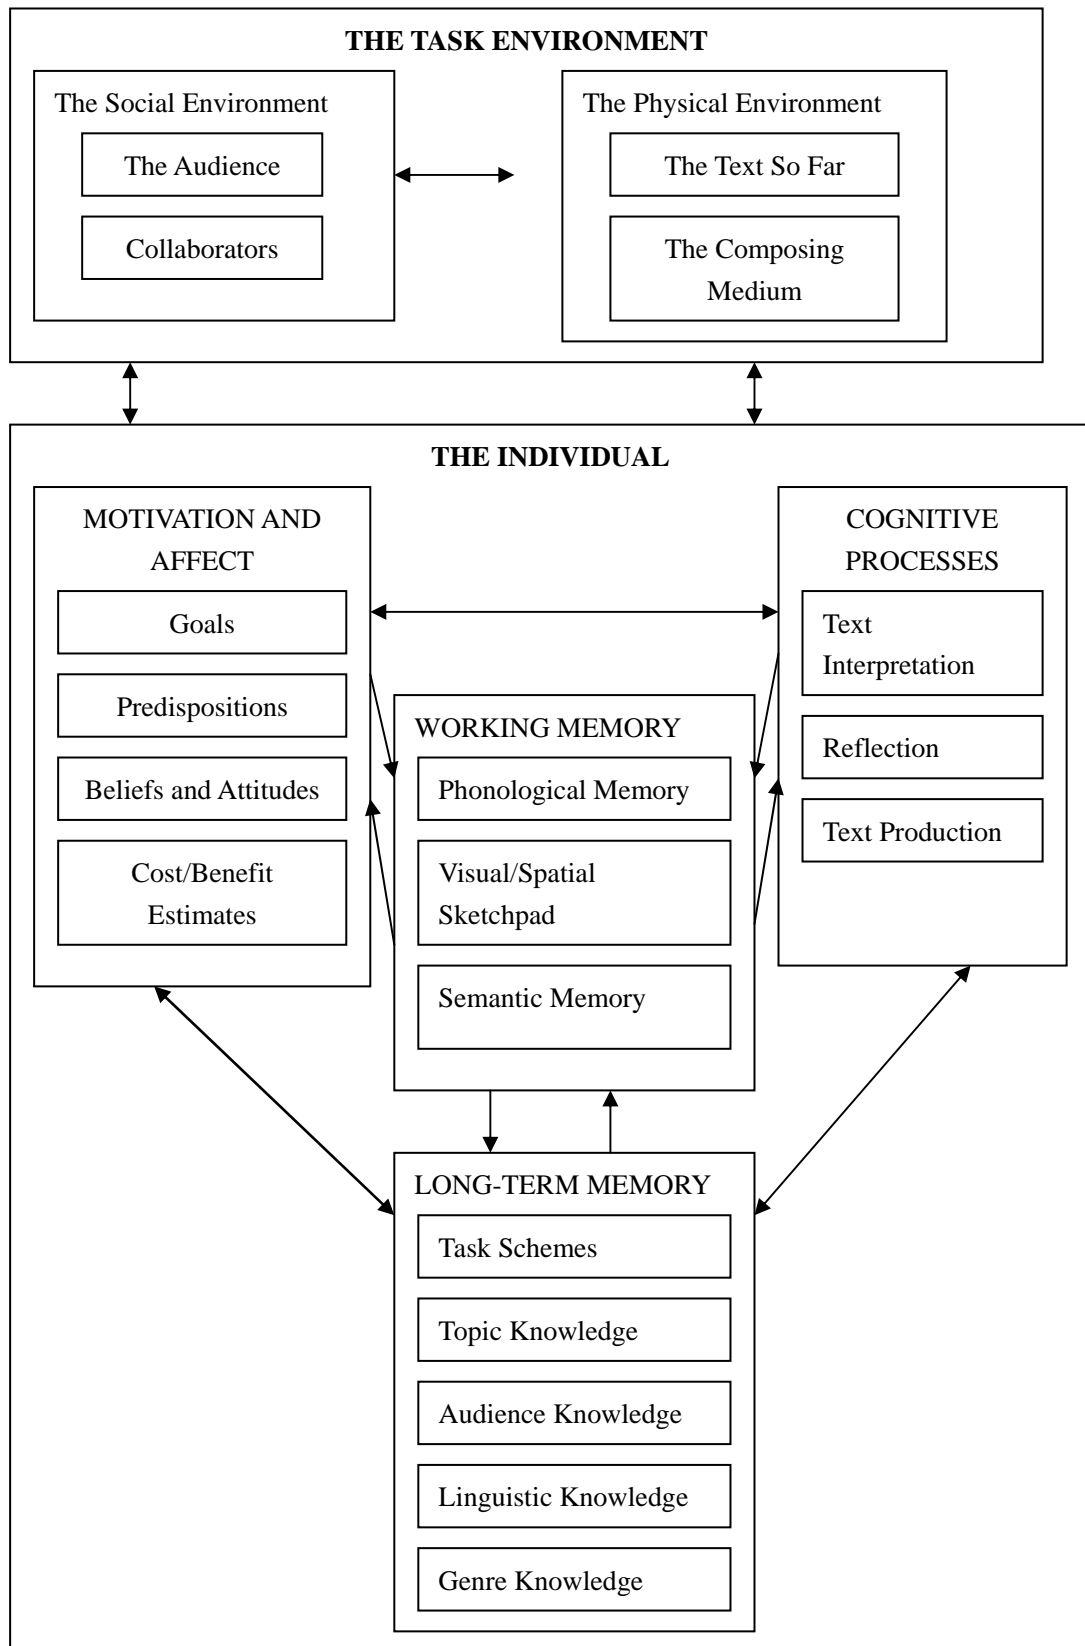 THE TASK ENVIRONMENT
The Social Environment
The Audience
Collaborators
The Physical Environment
The Text So Far
The Composing
Medium
THE INDIVIDUAL
MOTIVATION AND
AFFECT
Goals
Predispositions
Beliefs and Attitudes
Cost/Benefit
Estimates
WORKING MEMORY
Phonological Memory
Visual/Spatial
Sketchpad
Semantic Memory
COGNITIVE
PROCESSES
Text
Interpretation
Reflection
Text Production
LONG-TERM MEMORY
Task Schemes
Topic Knowledge
Audience Knowledge
Linguistic Knowledge
Genre Knowledge